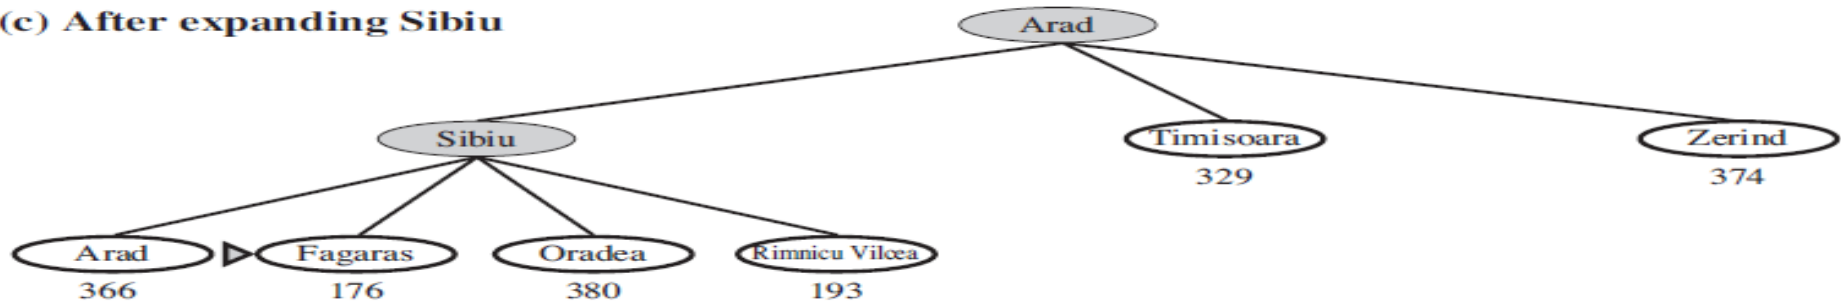 (c) After expanding Sibiu
Arad
Sibiu
Timisoara
Zerind
329
374
Arad
Fagaras
Oradea
Rimnicu Vilcea
366
176
380
193